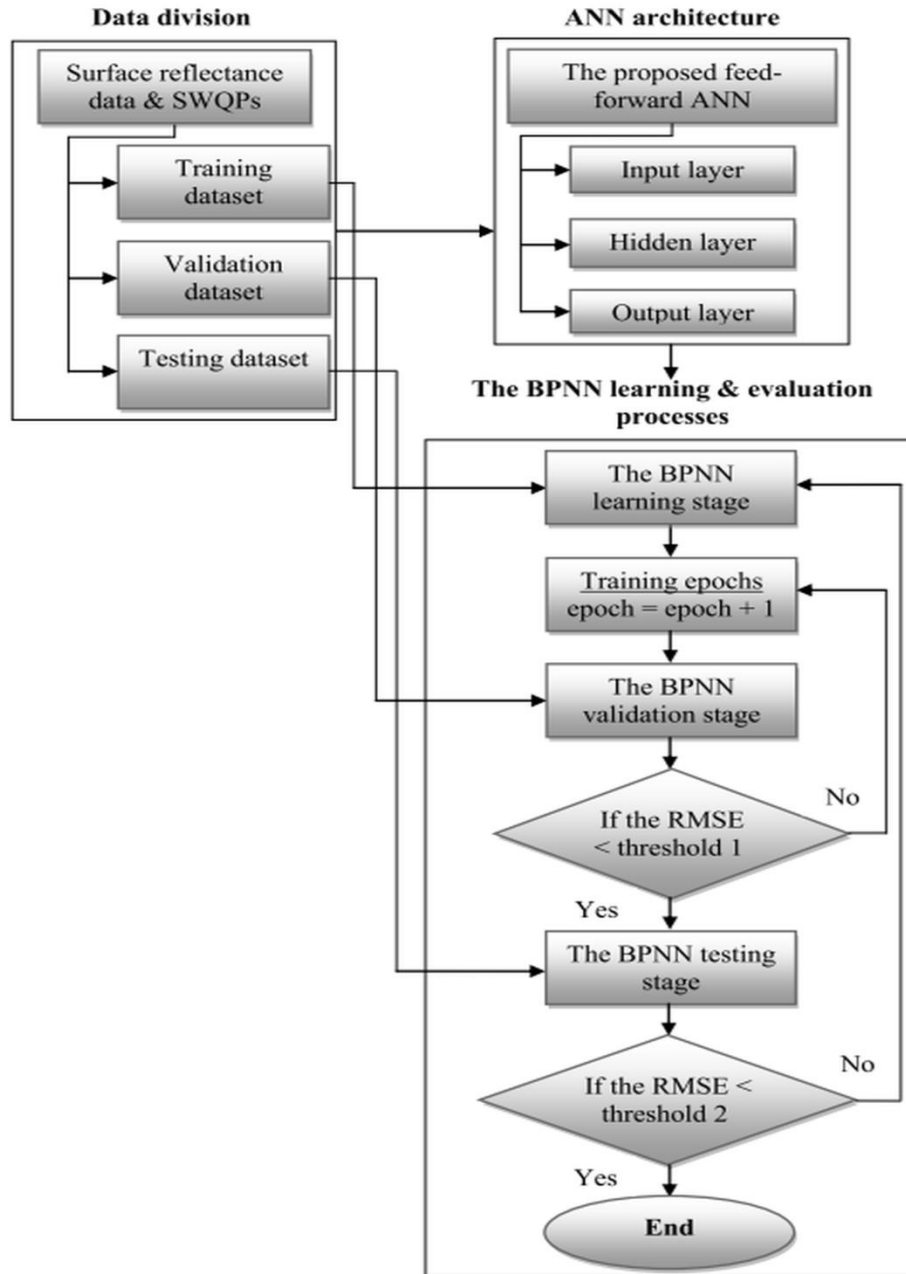 Data division
Surface reflectance
data & SWQPs
Training
dataset
Validation
dataset
Testing dataset
ANN architecture
The proposed feed-
forward ANN
Input layer
Hidden layer
Output layer
The BPNN learning & evaluation
processes
The BPNN
learning stage
Training epochs
epoch = epoch + 1
The BPNN
validation stage
If the RMSE
< threshold 1
No
Yes
The BPNN testing
stage
If the RMSE <
threshold 2
No
Yes
End